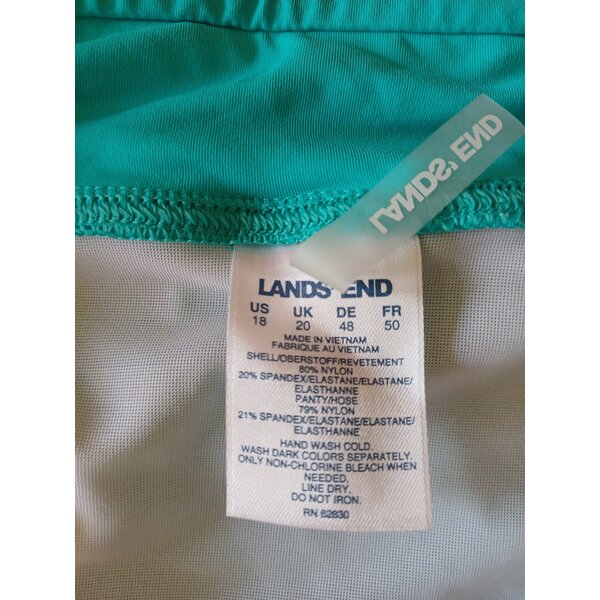 LANDS' END
LANDS' END
US UK DE FR
18 20 48 50
MADE IN VIETNAM
FABRIQUE AU VIETNAM
SHELL/OBERSTOFF/REVETEMENT
80% NYLON
20% SPANDEX/ELASTANE/ELASTANE/
ELASTHANNE
PANTY/HOSE
79% NYLON
21% SPANDEX/ELASTANE/ELASTANE/
ELASTHANNE
HAND WASH COLD.
WASH DARK COLORS SEPARATELY.
ONLY NON-CHLORINE BLEACH WHEN
NEEDED.
LINE DRY.
DO NOT IRON.
RN 62830